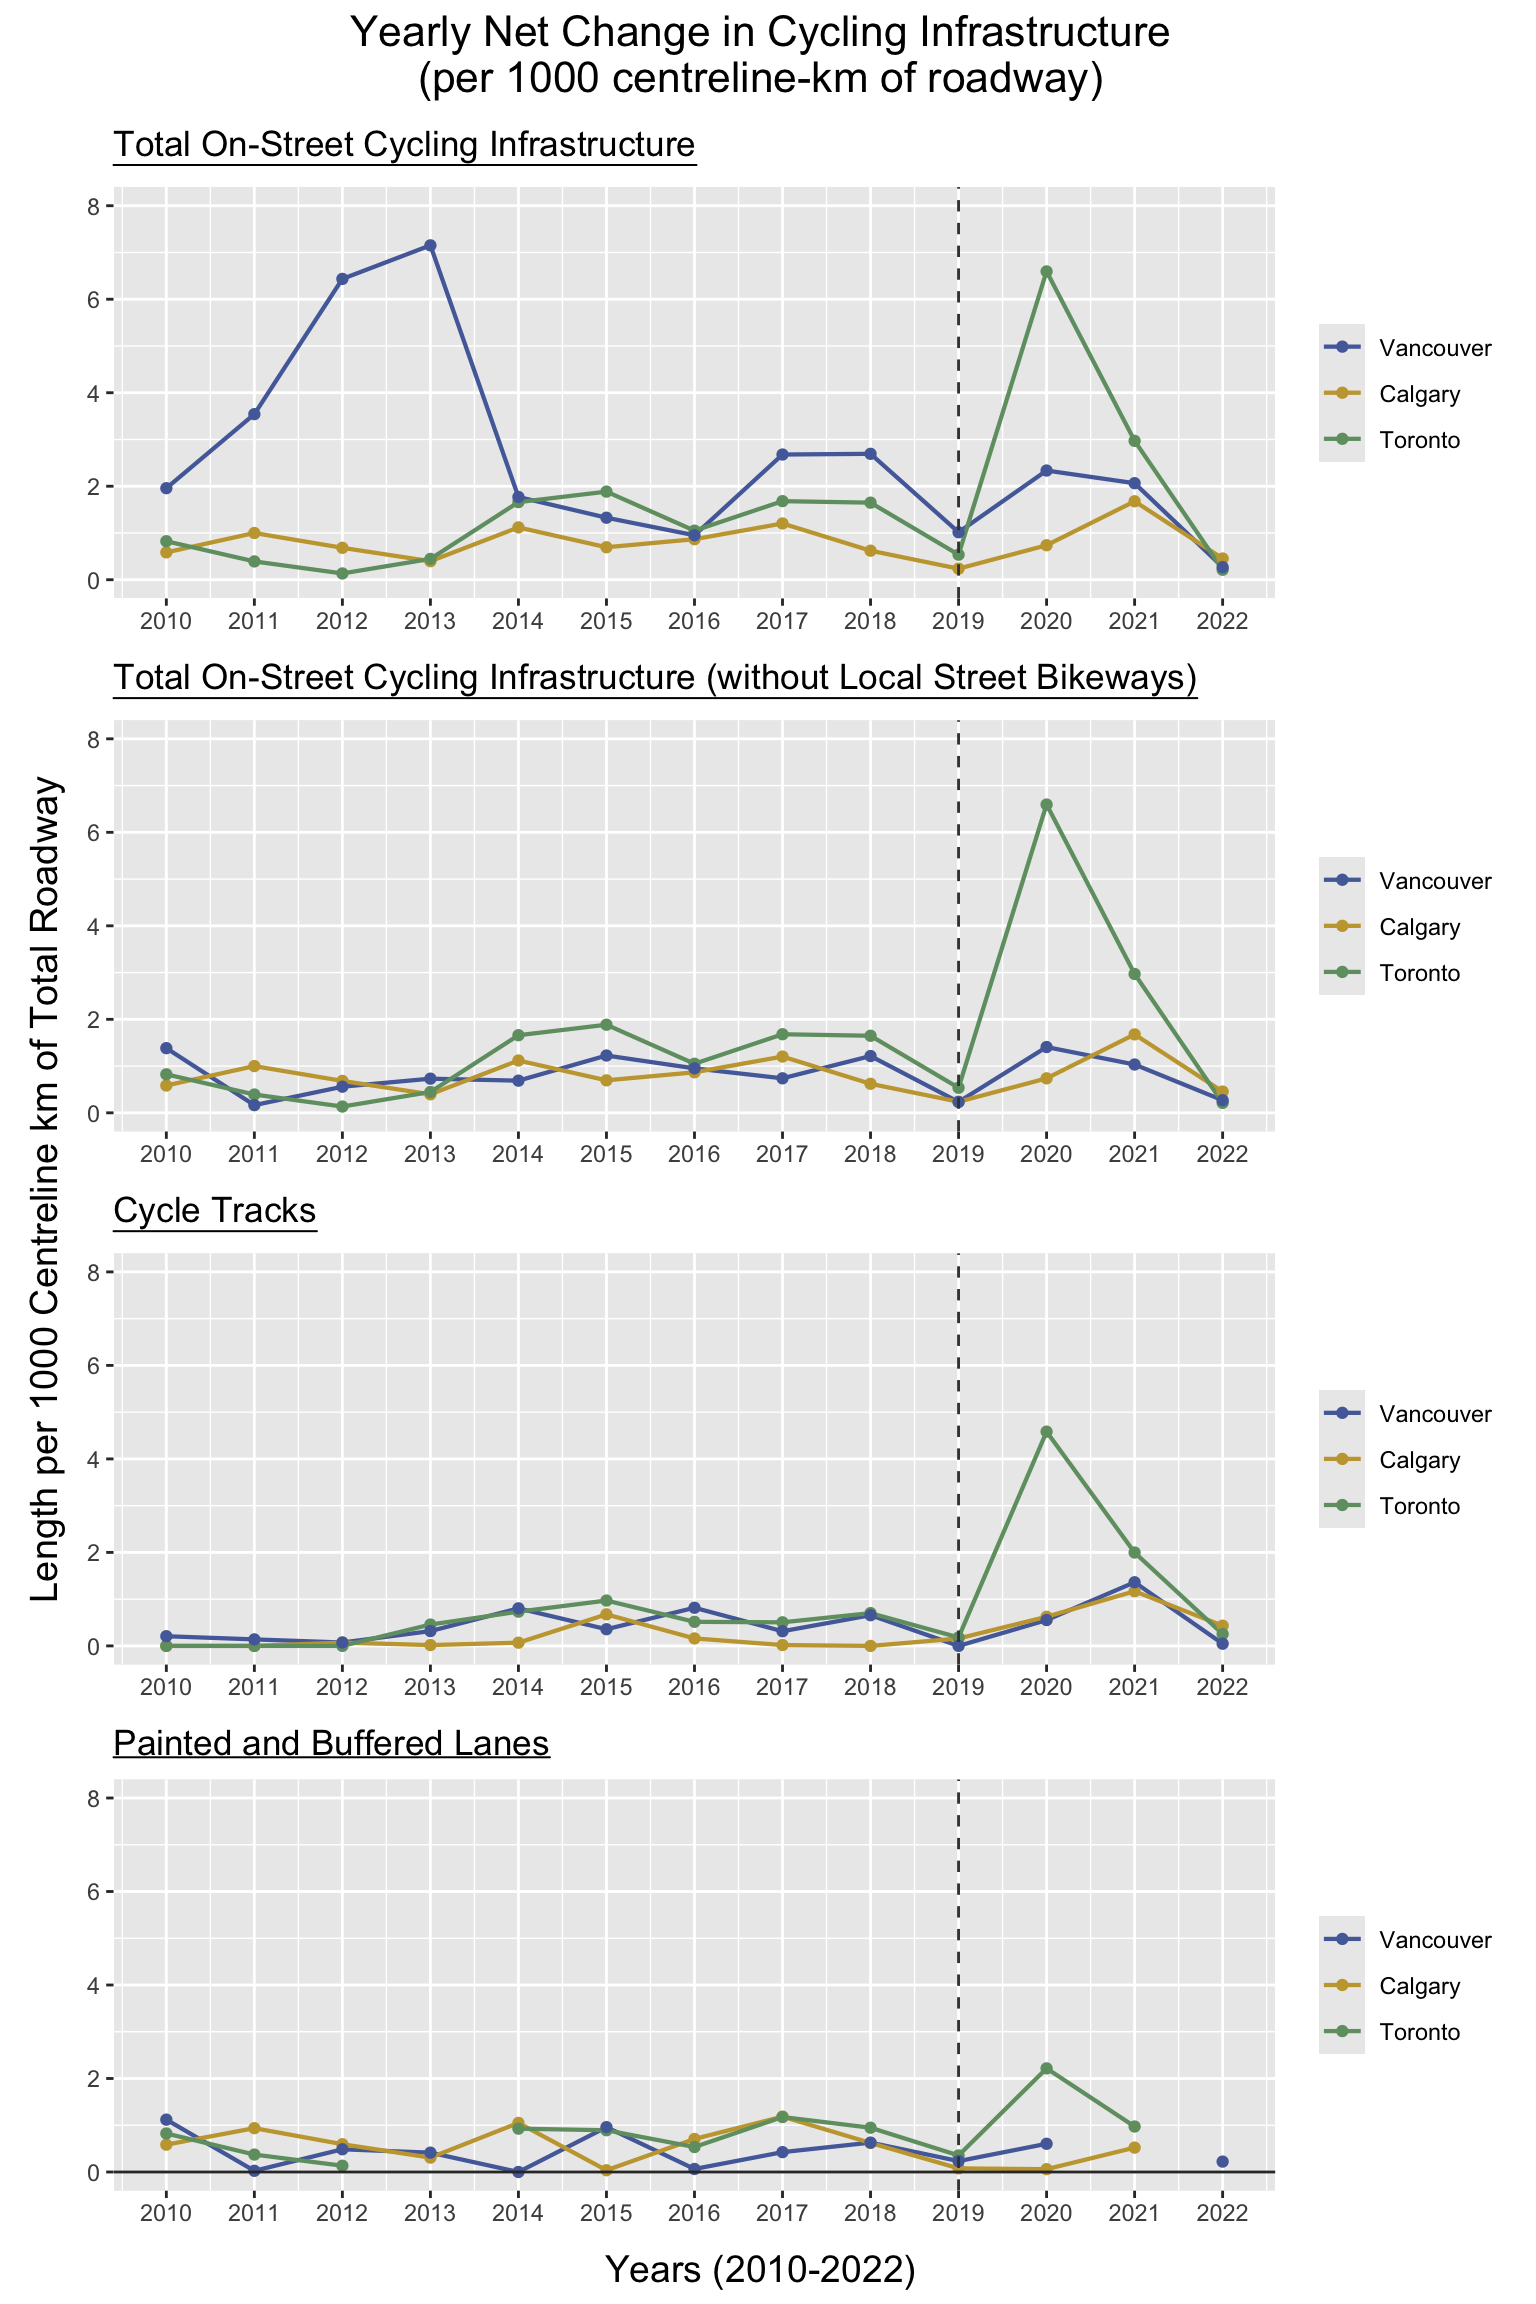 Yearly Net Change in Cycling Infrastructure
(per 1000 centreline-km of roadway)
Length per 1000 Centreline km of Total Roadway
Total On-Street Cycling Infrastructure
8
6
4
2
0
2010 2011 2012 2013 2014 2015 2016 2017 2018 2019 2020 2021 2022
Vancouver
Calgary
Toronto
Total On-Street Cycling Infrastructure (without Local Street Bikeways)
8
6
4
2
0
2010 2011 2012 2013 2014 2015 2016 2017 2018 2019 2020 2021 2022
Vancouver
Calgary
Toronto
Cycle Tracks
8
6
4
2
0
2010 2011 2012 2013 2014 2015 2016 2017 2018 2019 2020 2021 2022
Vancouver
Calgary
Toronto
Painted and Buffered Lanes
8
6
4
2
0
2010 2011 2012 2013 2014 2015 2016 2017 2018 2019 2020 2021 2022
Vancouver
Calgary
Toronto
Years (2010-2022)